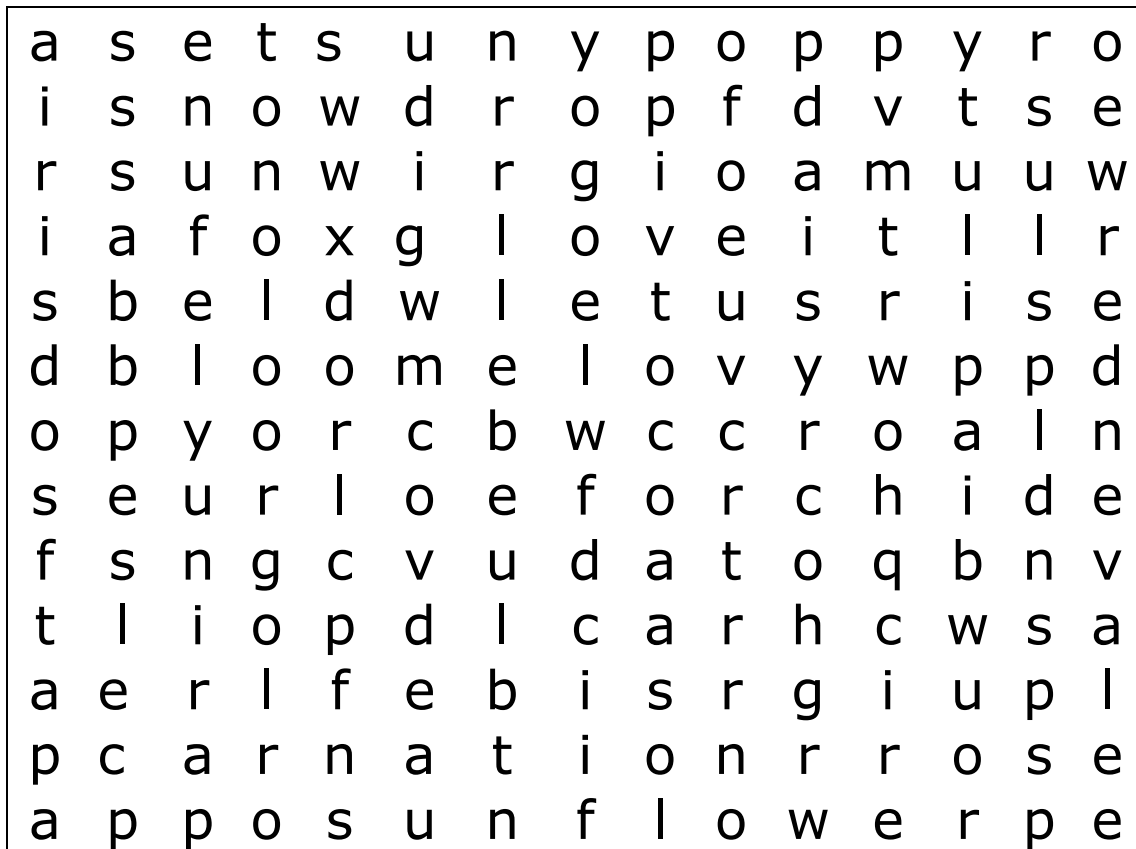 a s e t s u n y p o p p y r o
i s n o w d r o p f d v t s e
r s u n w i r g i o a m u u w
i a f o x g l o v e i t l l r
s b e l d w l e t u s r i s e
d b l o o m e l o v y w p p d
o p y o r c b w c c r o a l n
s e u r l o e f o r c h i d e
f s n g c v u d a t o q b n v
t l i o p d l c a r h c w s a
a e r l f e b i s r g i u p l
p c a r n a t i o n r r o s e
a p p o s u n f l o w e r p e